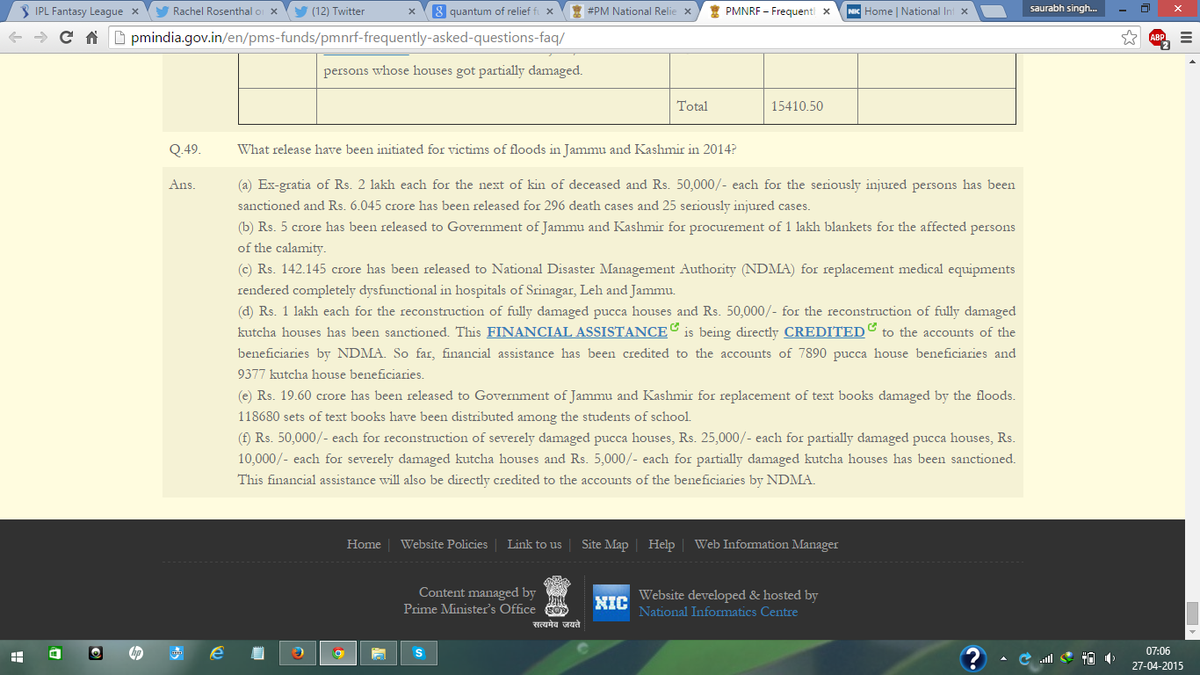 IPL Fantasy League
Rachel Rosenthal o
(12) Twitter
quantum of relief f
#PM National Relie
PMNRF – Frequent
NIC Home | National In
saurabh singh...
pmindia.gov.in/en/pms-funds/pmnrf-frequently-asked-questions-faq/
ABP
2
persons whose houses got partially damaged.
Total 15410.50
Q.49. What release have been initiated for victims of floods in Jammu and Kashmir in 2014?
Ans. (a) Ex-gratia of Rs. 2 lakh each for the next of kin of deceased and Rs. 50,000/- each for the seriously injured persons has been
sanctioned and Rs. 6.045 crore has been released for 296 death cases and 25 seriously injured cases.
(b) Rs. 5 crore has been released to Government of Jammu and Kashmir for procurement of 1 lakh blankets for the affected persons
of the calamity.
(c) Rs. 142.145 crore has been released to National Disaster Management Authority (NDMA) for replacement medical equipments
rendered completely dysfunctional in hospitals of Srinagar, Leh and Jammu.
(d) Rs. 1 lakh each for the reconstruction of fully damaged pucca houses and Rs. 50,000/- for the reconstruction of fully damaged
kutcha houses has been sanctioned. This FINANCIAL ASSISTANCE is being directly CREDITED to the accounts of the
beneficiaries by NDMA. So far, financial assistance has been credited to the accounts of 7890 pucca house beneficiaries and
9377 kutcha house beneficiaries.
(e) Rs. 19.60 crore has been released to Government of Jammu and Kashmir for replacement of text books damaged by the floods.
118680 sets of text books have been distributed among the students of school.
(f) Rs. 50,000/- each for reconstruction of severely damaged pucca houses, Rs. 25,000/- each for partially damaged pucca houses, Rs.
10,000/- each for severely damaged kutcha houses and Rs. 5,000/- each for partially damaged kutcha houses has been sanctioned.
This financial assistance will also be directly credited to the accounts of the beneficiaries by NDMA.
Home | Website Policies | Link to us | Site Map | Help | Web Information Manager
Content managed by
Prime Minister's Office
सत्यमेव जयते
NIC
Website developed & hosted by
National Informatics Centre
hp
S
?
07:06
27-04-2015